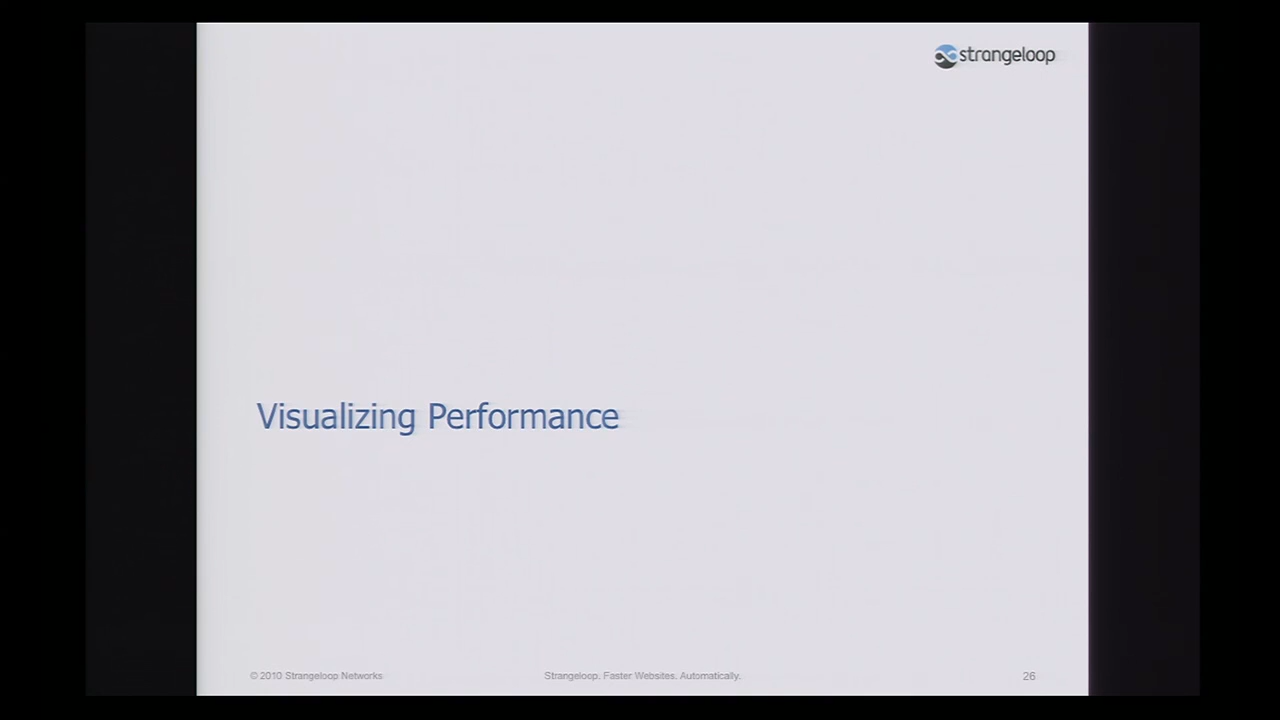 strangeloop
Visualizing Performance
© 2010 Strangeloop Networks
Strangeloop. Faster Websites. Automatically.
26